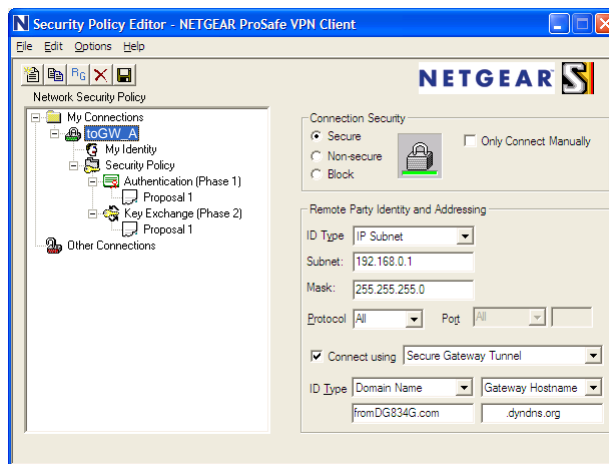 Security Policy Editor - NETGEAR ProSafe VPN Client
File Edit Options Help
NETGEAR
Network Security Policy
My Connections
toGW_A
My Identity
Security Policy
Authentication (Phase 1)
Proposal 1
Key Exchange (Phase 2)
Proposal 1
Other Connections
Connection Security
Secure
Only Connect Manually
Non-secure
Block
Remote Party Identity and Addressing
ID Type IP Subnet
Subnet: 192.168.0.1
Mask: 255.255.255.0
Protocol All Port All
Connect using Secure Gateway Tunnel
ID Type Domain Name Gateway Hostname
fromDG834G.com .dyndns.org